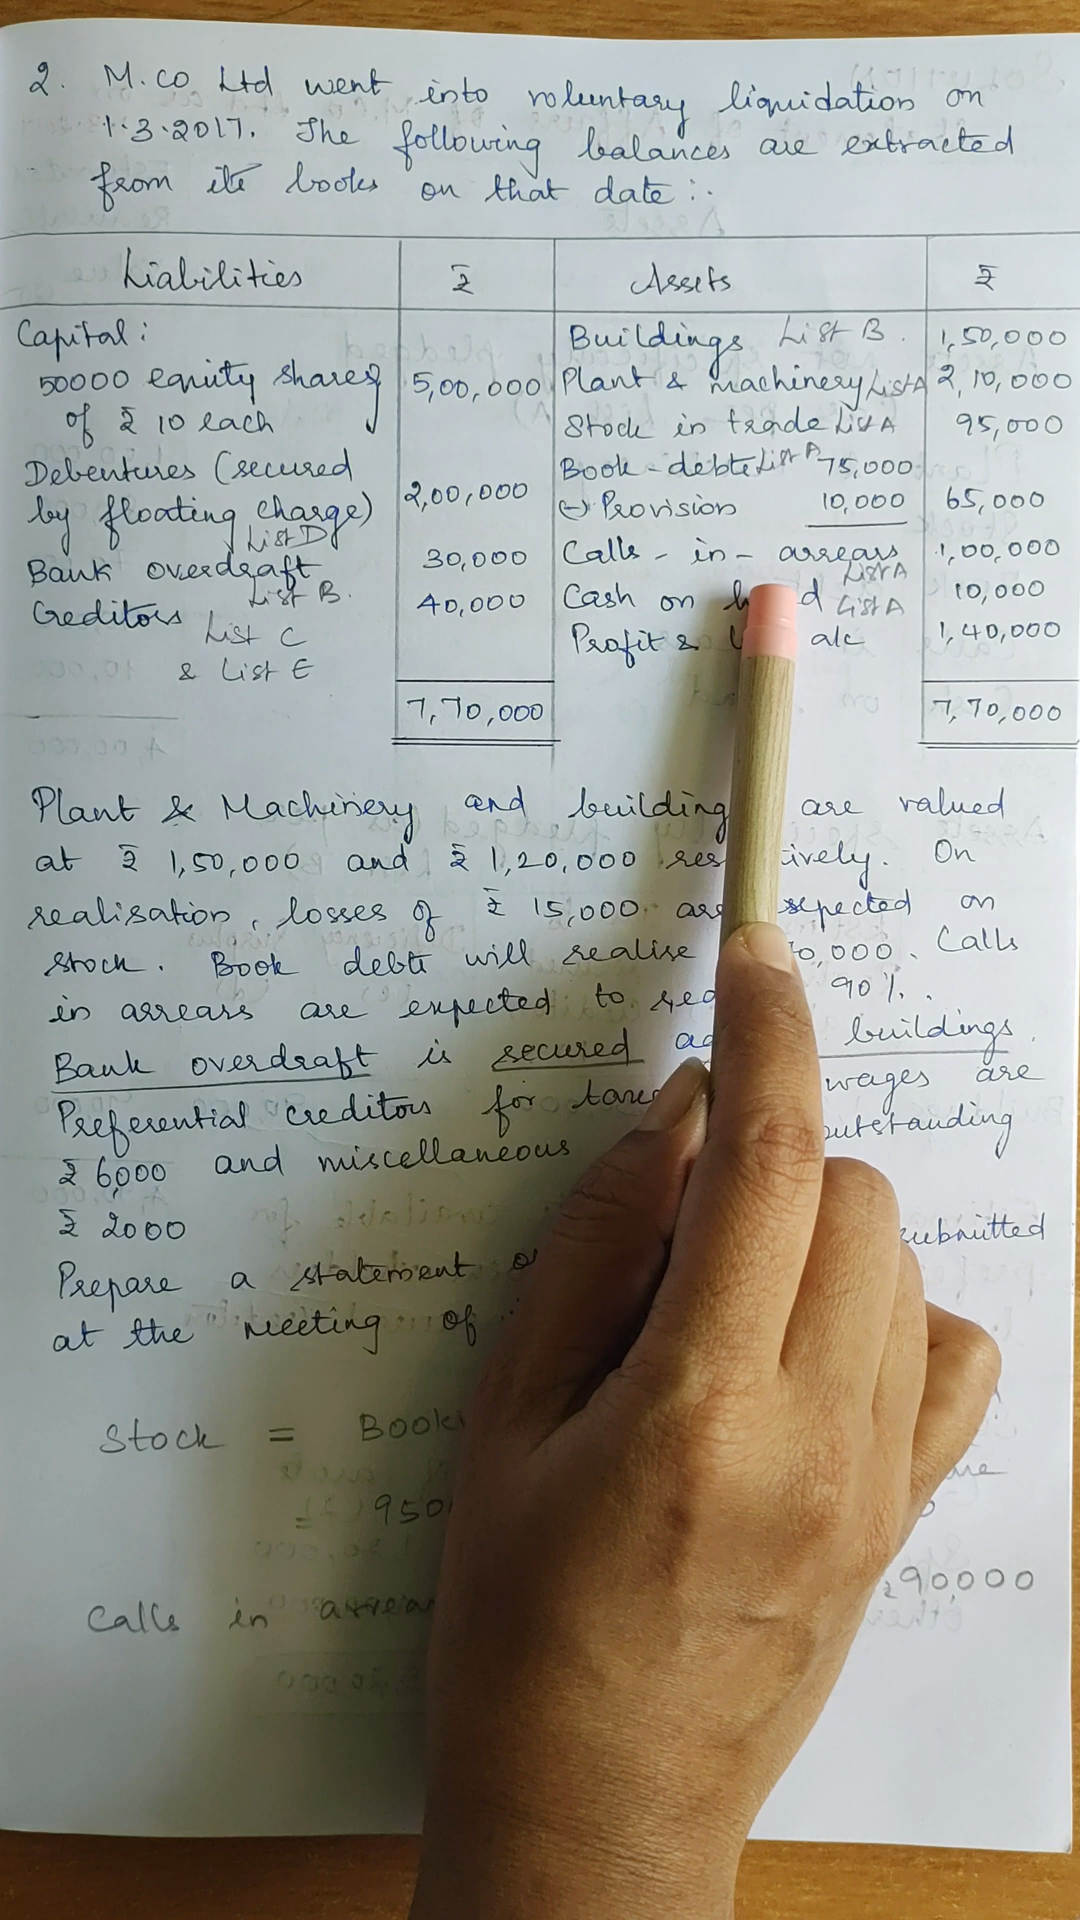 2. M. Co Ltd went into voluntary liquidation on
1.3.2017. The following balances are extracted
from its books on that date :.
Liabilities ₹ Assets ₹
Capital :
50000 equity shares of ₹ 10 each 5,00,000
Debentures (secured by floating charge) List D 2,00,000
Bank overdraft List B. 30,000
Creditors List C & List E 40,000
7,70,000
Buildings List B. 1,50,000
Plant & machinery List A 2,10,000
Stock in trade List A 95,000
Book-debts List A 75,000
(-) Provision 10,000 65,000
Calls-in-arrears List A 1,00,000
Cash on List A 10,000
Profit & a/c 1,40,000
7,70,000
Plant & Machinery and building are valued
at ₹ 1,50,000 and ₹ 1,20,000 . On
realisation, losses of ₹ 15,000 are expected on
stock. Book debts will realise 0,000. Calls
in arrears are expected to 90%.
Bank overdraft is secured buildings.
Preferential creditors for wages are
₹ 6,000 and miscellaneous outstanding
₹ 2000
Prepare a statement submitted
at the meeting of
Stock =
= 950
Calls in ₹90,000